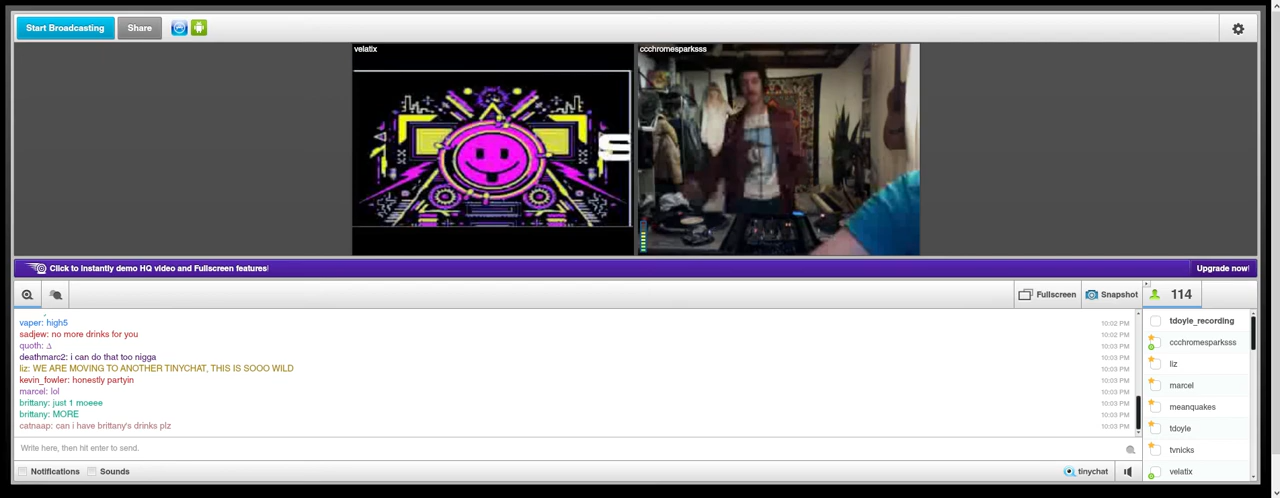 Start Broadcasting
Share
velatix
ccchromesparksss
S
Click to instantly demo HQ video and Fullscreen features!
Upgrade now!
Fullscreen
Snapshot
114
vaper: high5 10:02 PM
sadjew: no more drinks for you 10:02 PM
quoth: Δ 10:03 PM
deathmarc2: i can do that too nigga 10:03 PM
liz: WE ARE MOVING TO ANOTHER TINYCHAT, THIS IS SOOO WILD 10:03 PM
kevin_fowler: honestly partyin 10:03 PM
marcel: lol 10:03 PM
brittany: just 1 moeee 10:03 PM
brittany: MORE 10:03 PM
catnaap: can i have brittany's drinks plz 10:03 PM
tdoyle_recording
ccchromesparksss
liz
marcel
meanquakes
tdoyle
tvnicks
velatix
Write here, then hit enter to send.
Notifications
Sounds
tinychat